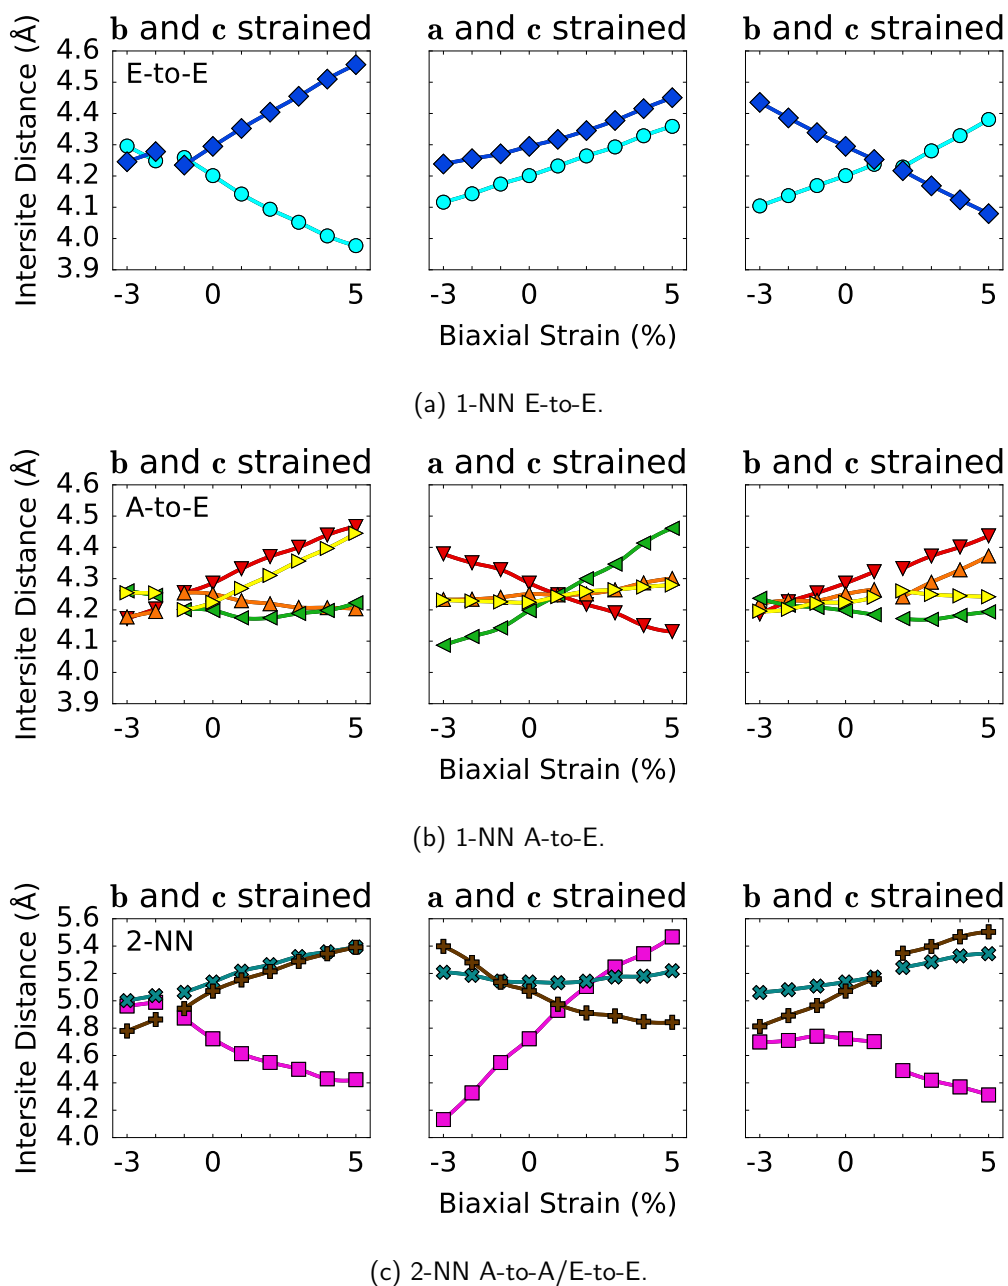 b and c strained a and c strained b and c strained
Intersite Distance (Å)
4.6
4.5
4.4
4.3
4.2
4.1
4.0
3.9
E-to-E
-3 0 5 -3 0 5 -3 0 5
Biaxial Strain (%)
(a) 1-NN E-to-E.
b and c strained a and c strained b and c strained
Intersite Distance (Å)
4.6
4.5
4.4
4.3
4.2
4.1
4.0
3.9
A-to-E
-3 0 5 -3 0 5 -3 0 5
Biaxial Strain (%)
(b) 1-NN A-to-E.
b and c strained a and c strained b and c strained
Intersite Distance (Å)
5.6
5.4
5.2
5.0
4.8
4.6
4.4
4.2
4.0
2-NN
-3 0 5 -3 0 5 -3 0 5
Biaxial Strain (%)
(c) 2-NN A-to-A/E-to-E.